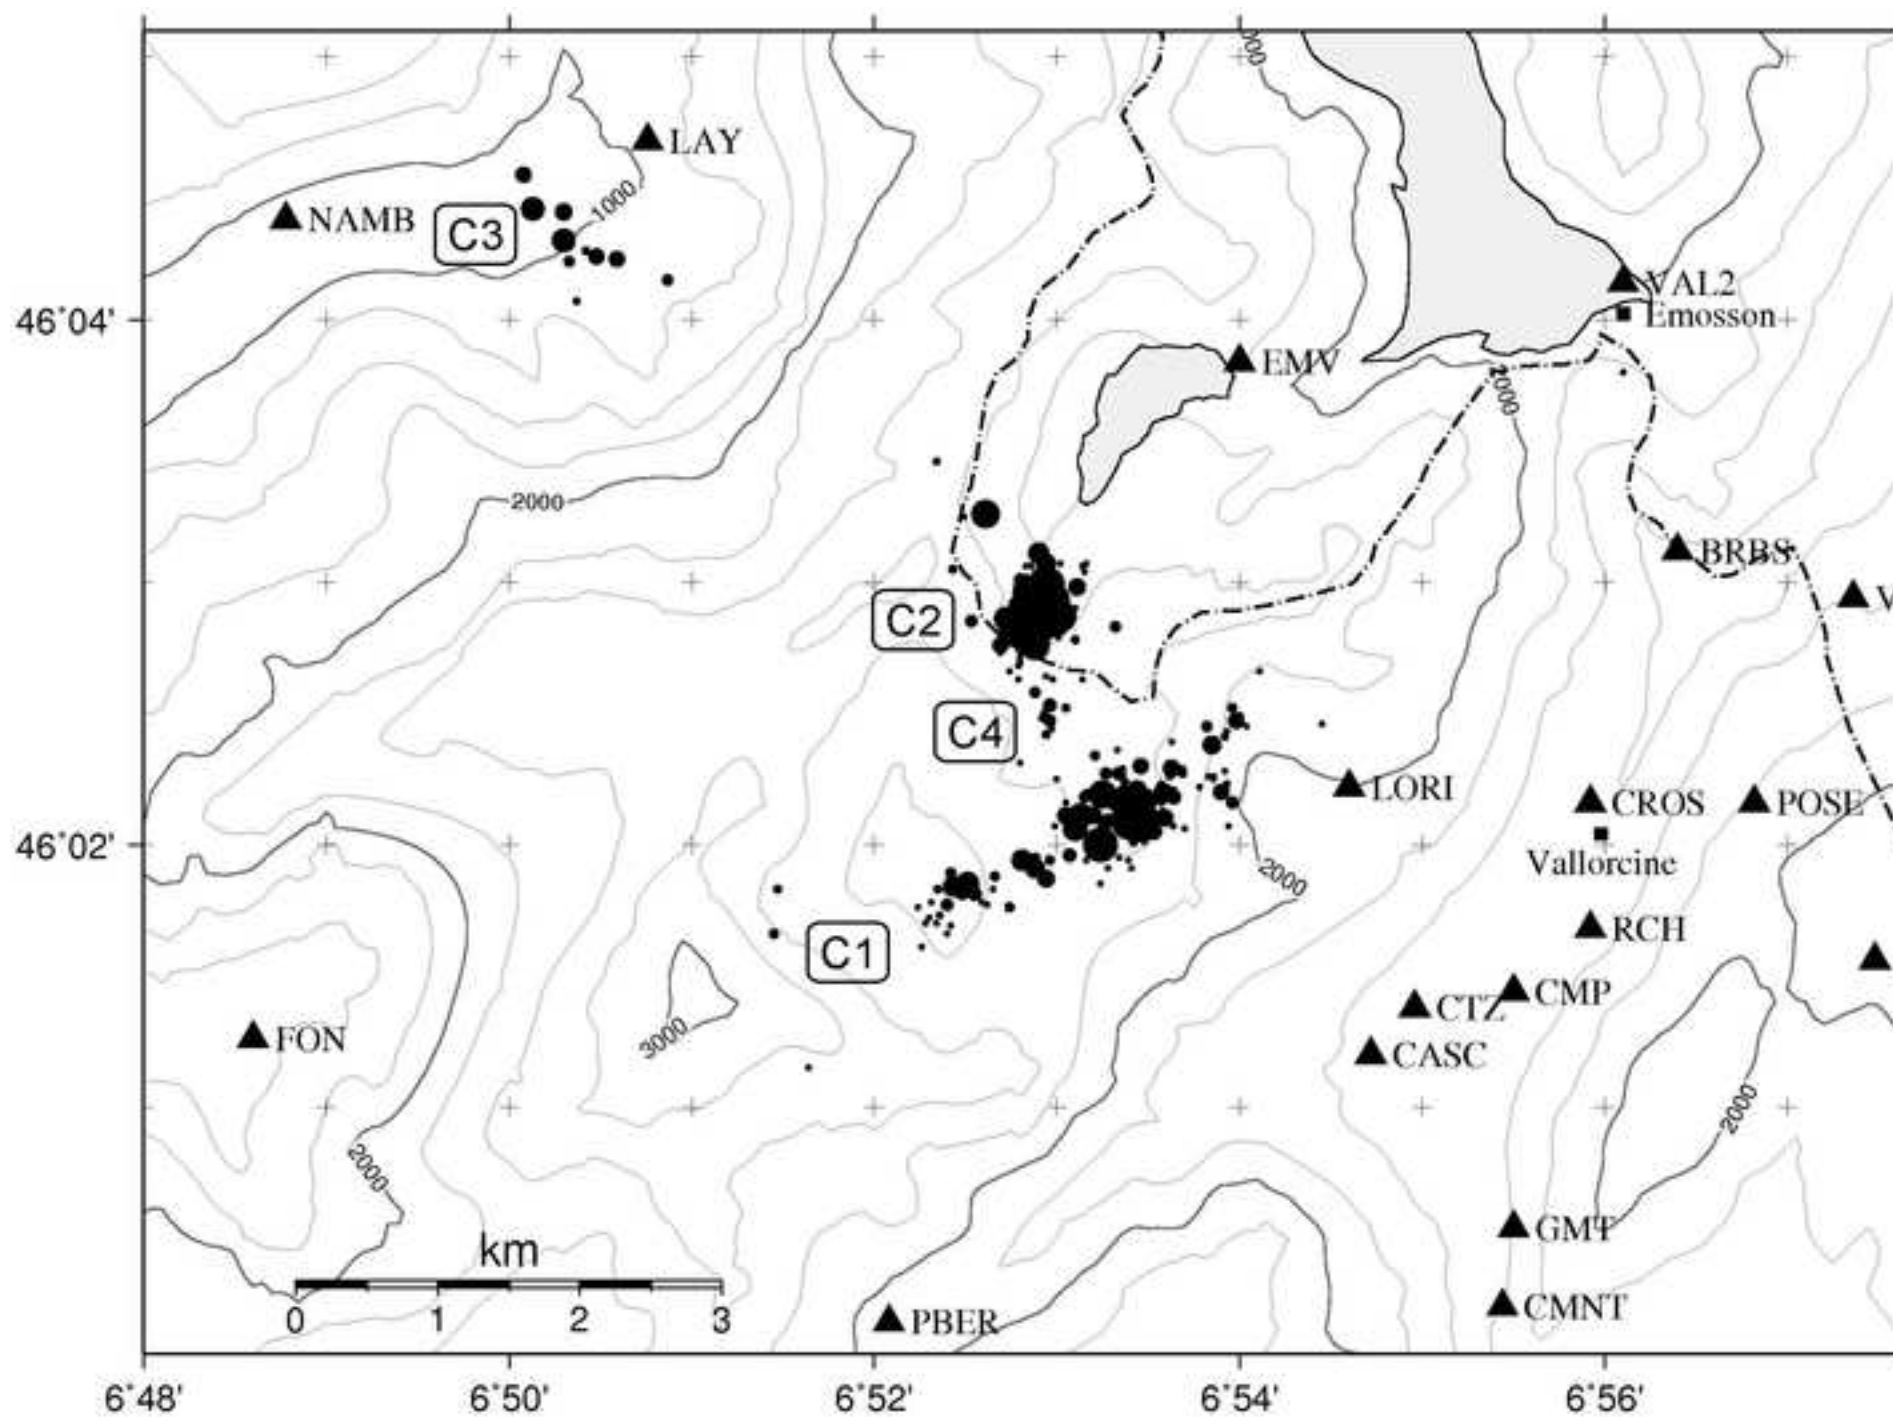 000
LAY
1000
NAMB
C3
VAL2
46°04'
Emosson
EMV
2000
2000
BRBS
V
C2
C4
LORI
CROS
POSE
46°02'
Vallorcine
2000
RCH
C1
CMP
CTZ
3000
FON
CASC
2000
2000
GMT
km
0 1 2 3
PBER
CMNT
6°48' 6°50' 6°52' 6°54' 6°56'